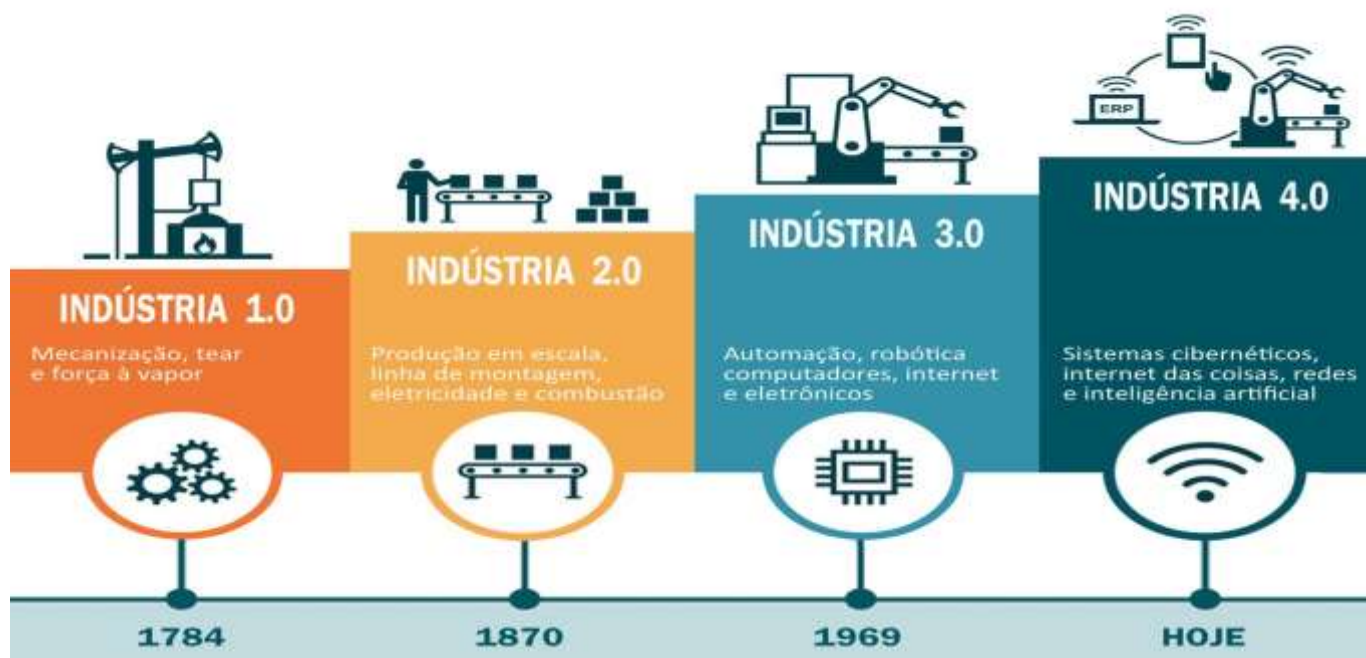 ERP
INDÚSTRIA 1.0
Mecanização, tear
e força à vapor
INDÚSTRIA 2.0
Produção em escala,
linha de montagem,
eletricidade e combustão
INDÚSTRIA 3.0
Automação, robótica
computadores, internet
e eletrônicos
INDÚSTRIA 4.0
Sistemas cibernéticos,
internet das coisas, redes
e inteligência artificial
1784
1870
1969
HOJE